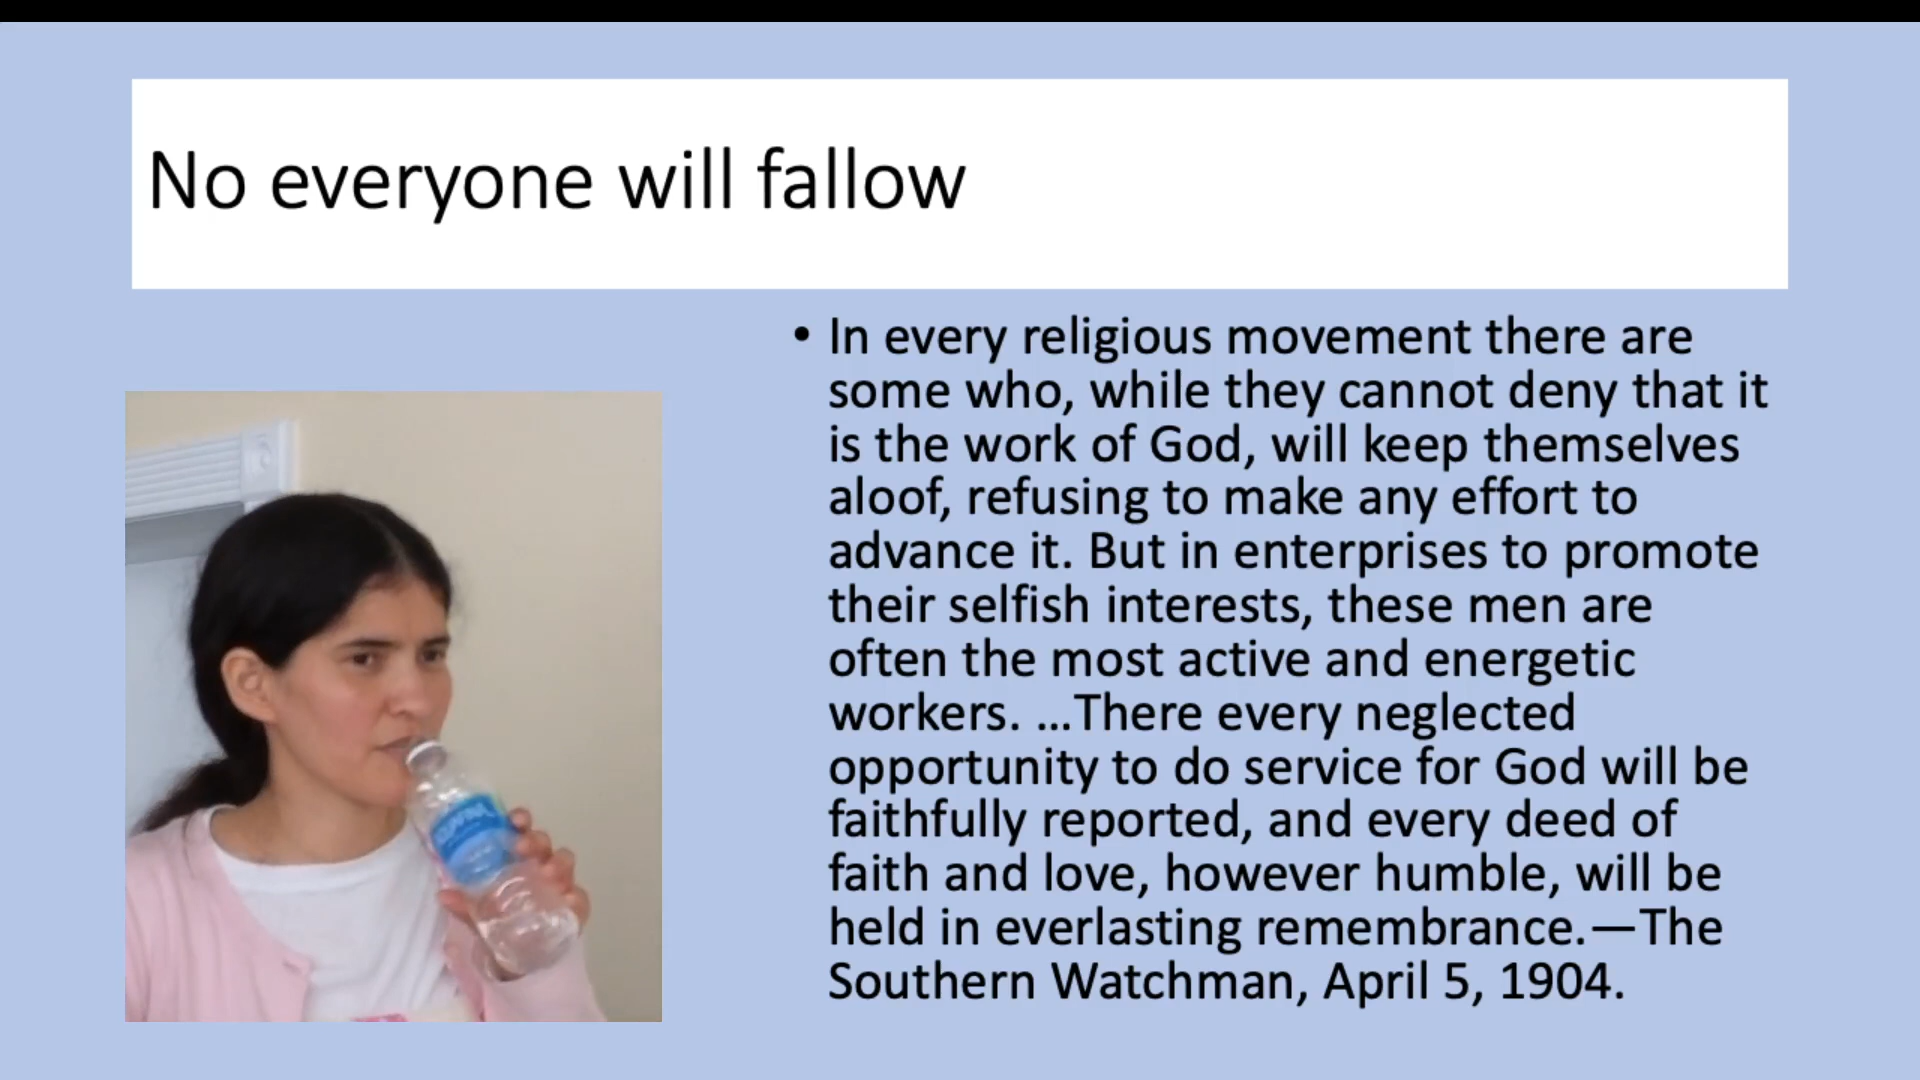 No everyone will fallow
• In every religious movement there are
some who, while they cannot deny that it
is the work of God, will keep themselves
aloof, refusing to make any effort to
advance it. But in enterprises to promote
their selfish interests, these men are
often the most active and energetic
workers. …There every neglected
opportunity to do service for God will be
faithfully reported, and every deed of
faith and love, however humble, will be
held in everlasting remembrance.—The
Southern Watchman, April 5, 1904.